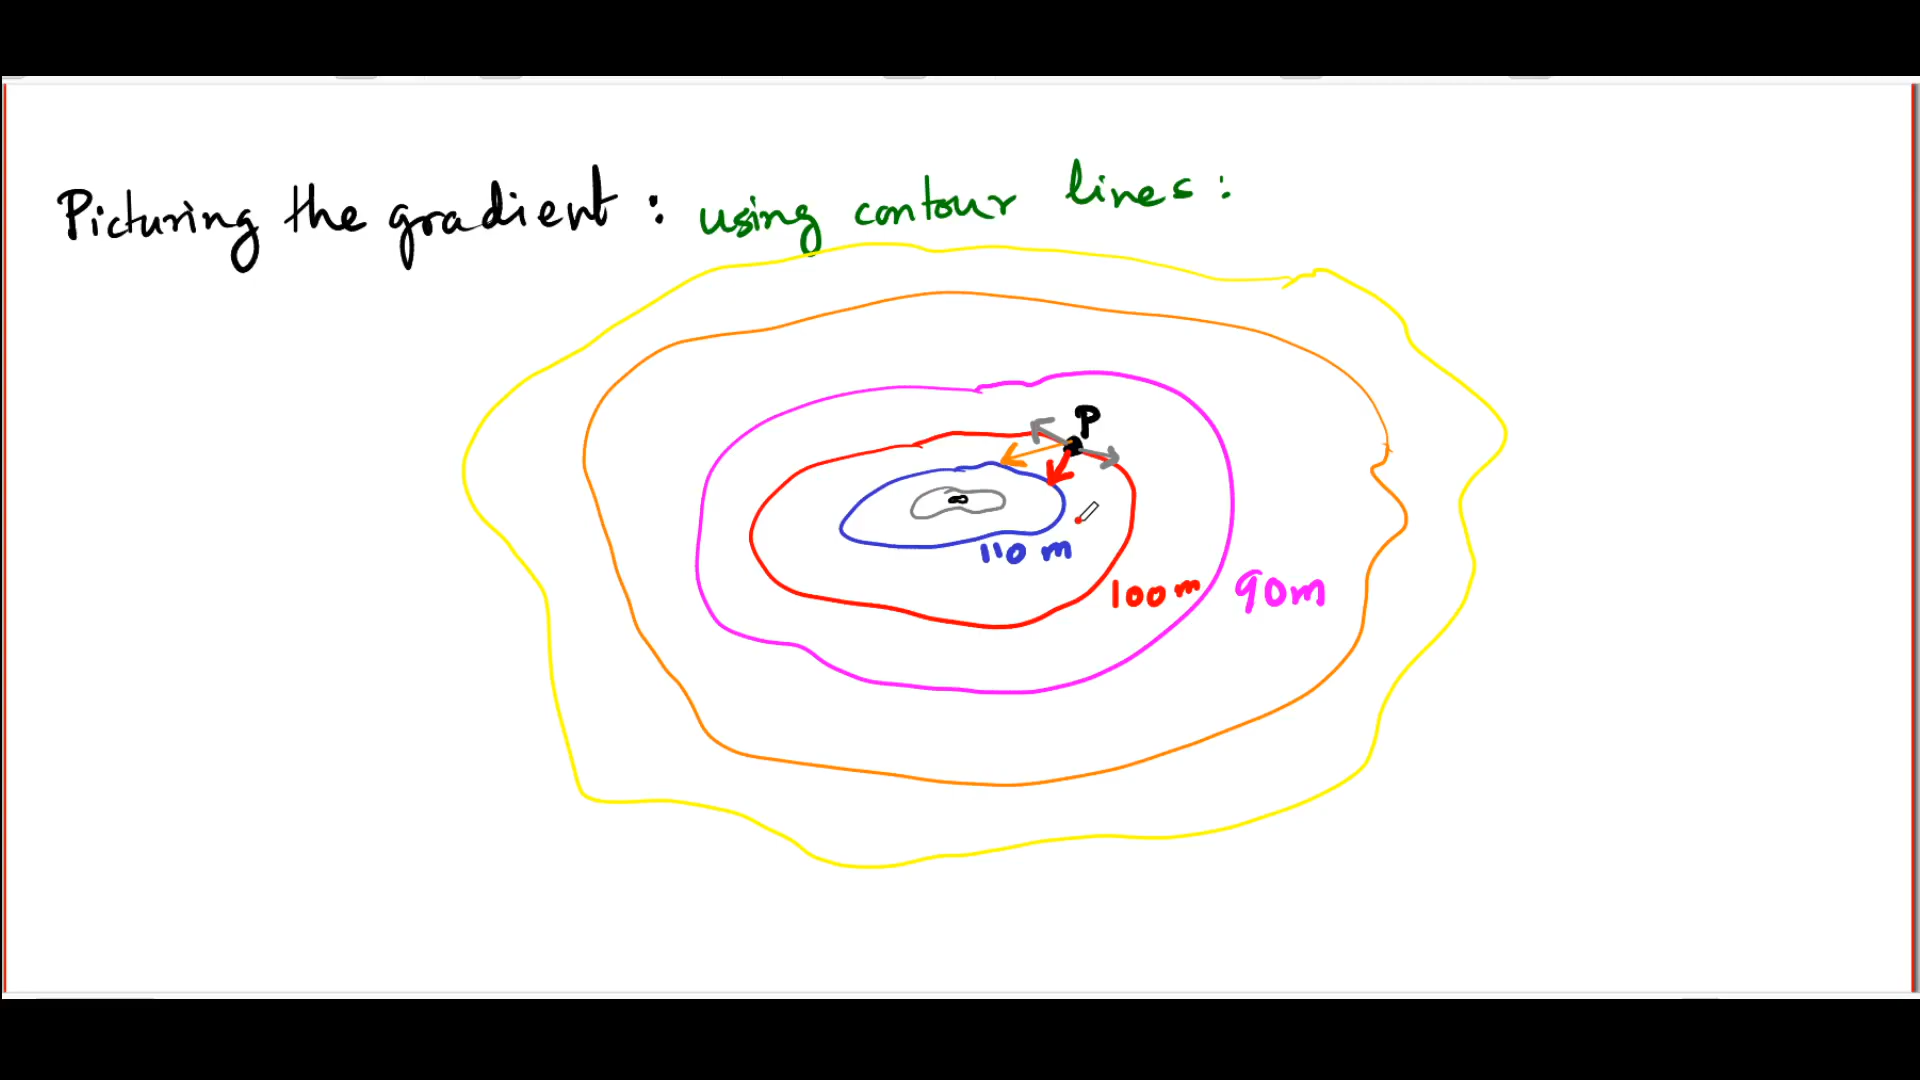 Picturing the gradient : using contour lines :
P
110 m
100 m
90m